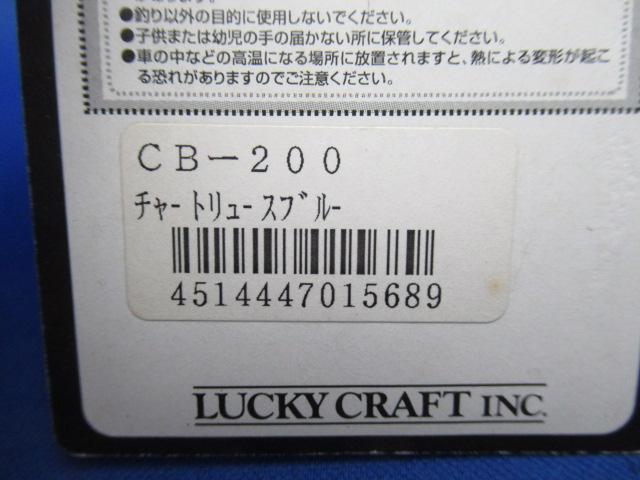 ●釣り以外の目的に使用しないでください。
●子供または幼児の手の届かない所に保管してください。
●車の中などの高温になる場所に放置されますと、熱による変形が起こ
る恐れがありますのでご注意ください。
CB－200
ﾁｬｰﾄﾘｭｰｽﾌﾞﾙｰ
4514447015689
LUCKY CRAFT INC.